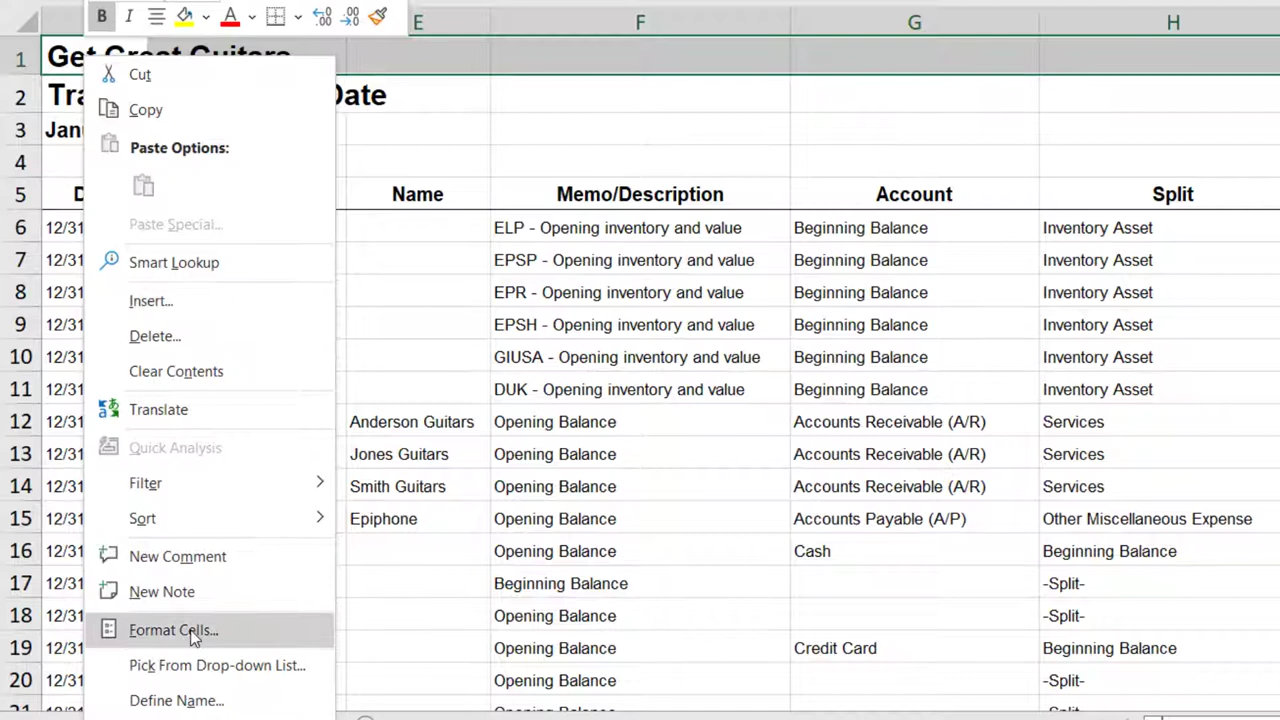 B I A E F G H
1 Get Great Guitars
2 Tra Date
3 Janu
4
5 D Name Memo/Description Account Split
6 12/31 ELP - Opening inventory and value Beginning Balance Inventory Asset
7 12/31 EPSP - Opening inventory and value Beginning Balance Inventory Asset
8 12/31 EPR - Opening inventory and value Beginning Balance Inventory Asset
9 12/31 EPSH - Opening inventory and value Beginning Balance Inventory Asset
10 12/31 GIUSA - Opening inventory and value Beginning Balance Inventory Asset
11 12/31 DUK - Opening inventory and value Beginning Balance Inventory Asset
12 12/31 Anderson Guitars Opening Balance Accounts Receivable (A/R) Services
13 12/31 Jones Guitars Opening Balance Accounts Receivable (A/R) Services
14 12/31 Smith Guitars Opening Balance Accounts Receivable (A/R) Services
15 12/31 Epiphone Opening Balance Accounts Payable (A/P) Other Miscellaneous Expense
16 12/31 Opening Balance Cash Beginning Balance
17 12/31 Beginning Balance -Split-
18 12/31 Opening Balance -Split-
19 12/31 Opening Balance Credit Card Beginning Balance
20 12/31 Opening Balance -Split-
21 12/31 Opening Balance -Split-
Cut
Copy
Paste Options:
Paste Special...
Smart Lookup
Insert...
Delete...
Clear Contents
Translate
Quick Analysis
Filter
Sort
New Comment
New Note
Format Cells...
Pick From Drop-down List...
Define Name...